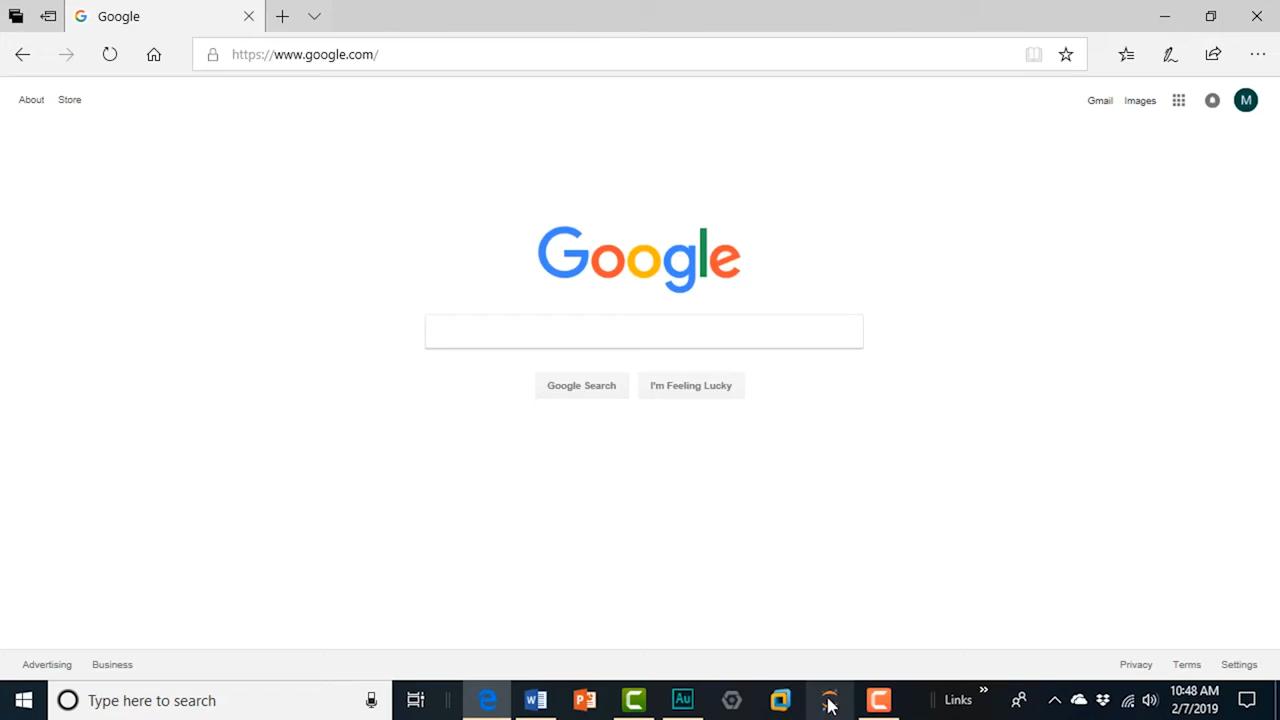 Google
https://www.google.com/
About Store
Gmail Images M
Google
Google Search I'm Feeling Lucky
Advertising Business
Privacy Terms Settings
Type here to search
Au
Links
10:48 AM
2/7/2019